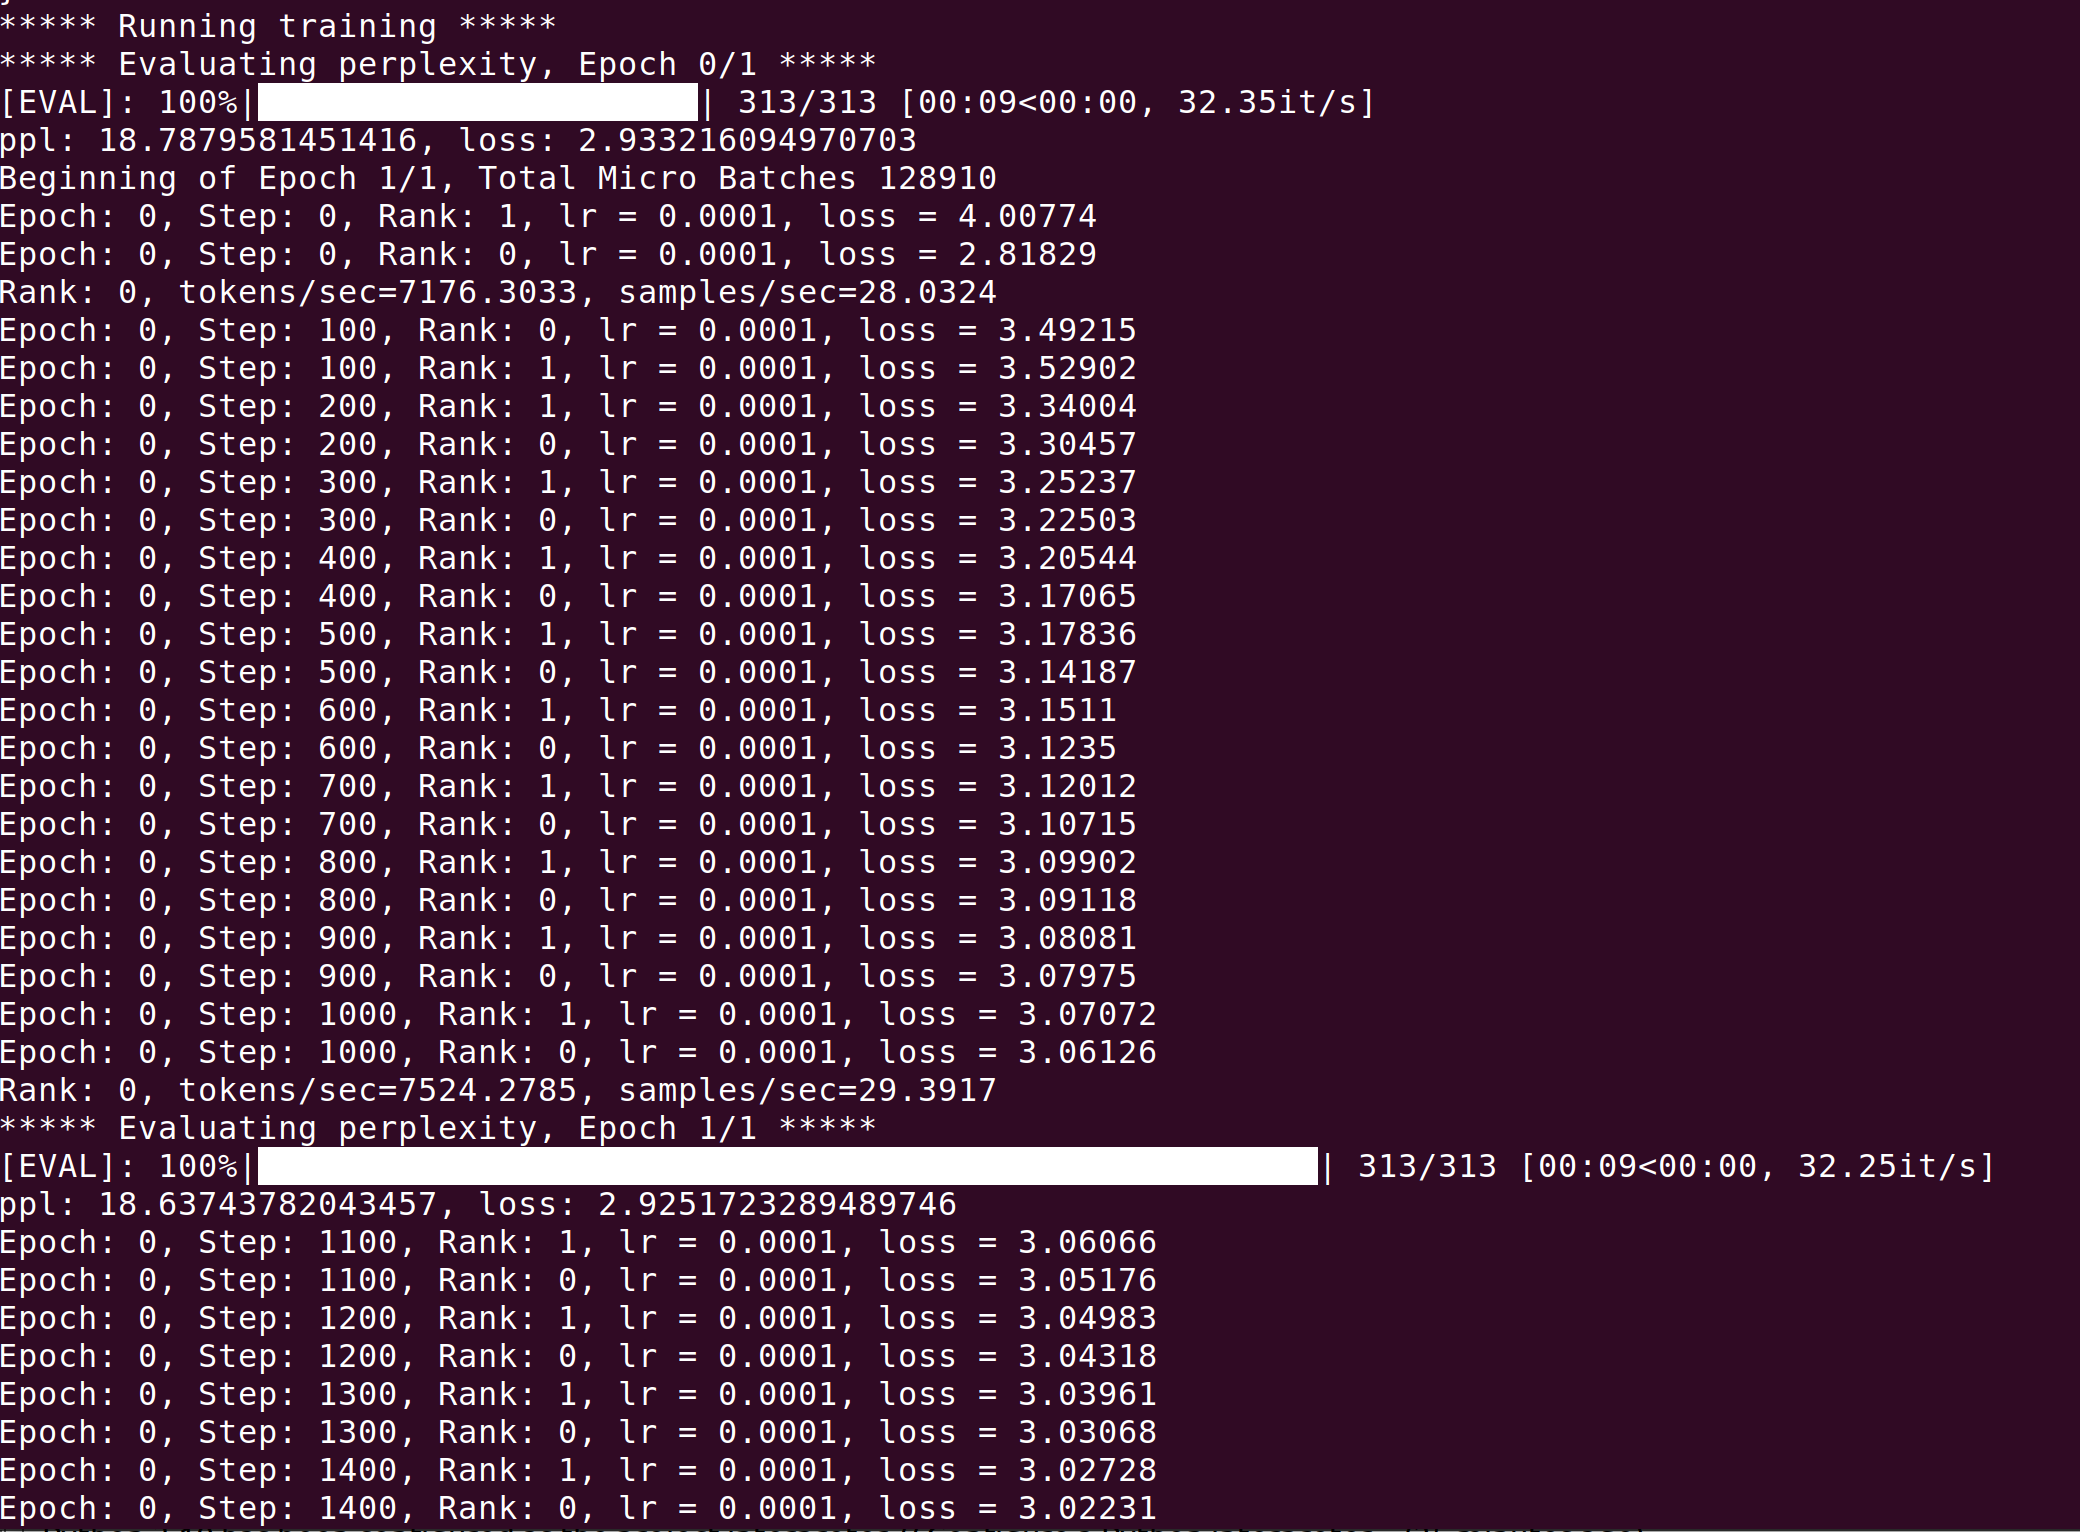 ***** Running training *****
***** Evaluating perplexity, Epoch 0/1 *****
[EVAL]: 100%| | 313/313 [00:09<00:00, 32.35it/s]
ppl: 18.7879581451416, loss: 2.933216094970703
Beginning of Epoch 1/1, Total Micro Batches 128910
Epoch: 0, Step: 0, Rank: 1, lr = 0.0001, loss = 4.00774
Epoch: 0, Step: 0, Rank: 0, lr = 0.0001, loss = 2.81829
Rank: 0, tokens/sec=7176.3033, samples/sec=28.0324
Epoch: 0, Step: 100, Rank: 0, lr = 0.0001, loss = 3.49215
Epoch: 0, Step: 100, Rank: 1, lr = 0.0001, loss = 3.52902
Epoch: 0, Step: 200, Rank: 1, lr = 0.0001, loss = 3.34004
Epoch: 0, Step: 200, Rank: 0, lr = 0.0001, loss = 3.30457
Epoch: 0, Step: 300, Rank: 1, lr = 0.0001, loss = 3.25237
Epoch: 0, Step: 300, Rank: 0, lr = 0.0001, loss = 3.22503
Epoch: 0, Step: 400, Rank: 1, lr = 0.0001, loss = 3.20544
Epoch: 0, Step: 400, Rank: 0, lr = 0.0001, loss = 3.17065
Epoch: 0, Step: 500, Rank: 1, lr = 0.0001, loss = 3.17836
Epoch: 0, Step: 500, Rank: 0, lr = 0.0001, loss = 3.14187
Epoch: 0, Step: 600, Rank: 1, lr = 0.0001, loss = 3.1511
Epoch: 0, Step: 600, Rank: 0, lr = 0.0001, loss = 3.1235
Epoch: 0, Step: 700, Rank: 1, lr = 0.0001, loss = 3.12012
Epoch: 0, Step: 700, Rank: 0, lr = 0.0001, loss = 3.10715
Epoch: 0, Step: 800, Rank: 1, lr = 0.0001, loss = 3.09902
Epoch: 0, Step: 800, Rank: 0, lr = 0.0001, loss = 3.09118
Epoch: 0, Step: 900, Rank: 1, lr = 0.0001, loss = 3.08081
Epoch: 0, Step: 900, Rank: 0, lr = 0.0001, loss = 3.07975
Epoch: 0, Step: 1000, Rank: 1, lr = 0.0001, loss = 3.07072
Epoch: 0, Step: 1000, Rank: 0, lr = 0.0001, loss = 3.06126
Rank: 0, tokens/sec=7524.2785, samples/sec=29.3917
***** Evaluating perplexity, Epoch 1/1 *****
[EVAL]: 100%| | 313/313 [00:09<00:00, 32.25it/s]
ppl: 18.63743782043457, loss: 2.9251723289489746
Epoch: 0, Step: 1100, Rank: 1, lr = 0.0001, loss = 3.06066
Epoch: 0, Step: 1100, Rank: 0, lr = 0.0001, loss = 3.05176
Epoch: 0, Step: 1200, Rank: 1, lr = 0.0001, loss = 3.04983
Epoch: 0, Step: 1200, Rank: 0, lr = 0.0001, loss = 3.04318
Epoch: 0, Step: 1300, Rank: 1, lr = 0.0001, loss = 3.03961
Epoch: 0, Step: 1300, Rank: 0, lr = 0.0001, loss = 3.03068
Epoch: 0, Step: 1400, Rank: 1, lr = 0.0001, loss = 3.02728
Epoch: 0, Step: 1400, Rank: 0, lr = 0.0001, loss = 3.02231